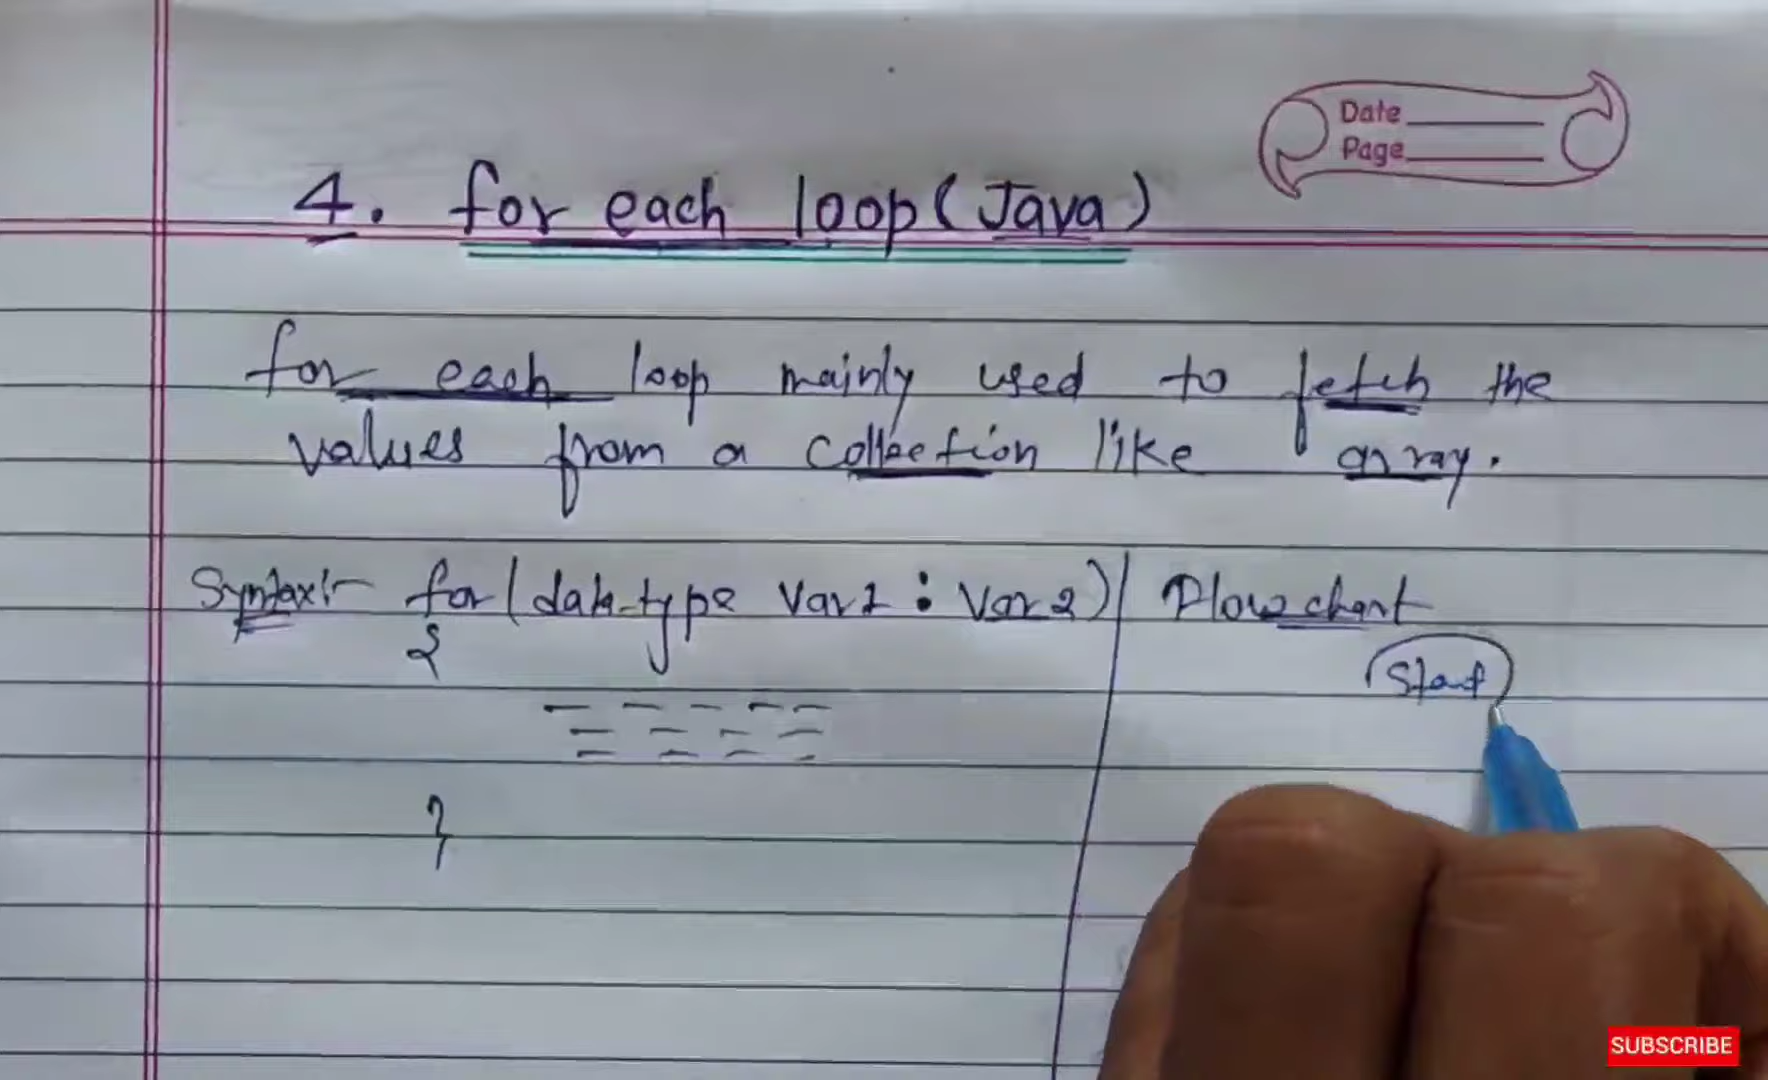 Date
Page
4. for each loop (Java)
for each loop mainly used to fetch the
values from a collection like array.
Syntax:- for (data-type var1 : var2) Flowchart
{
Start
}
SUBSCRIBE